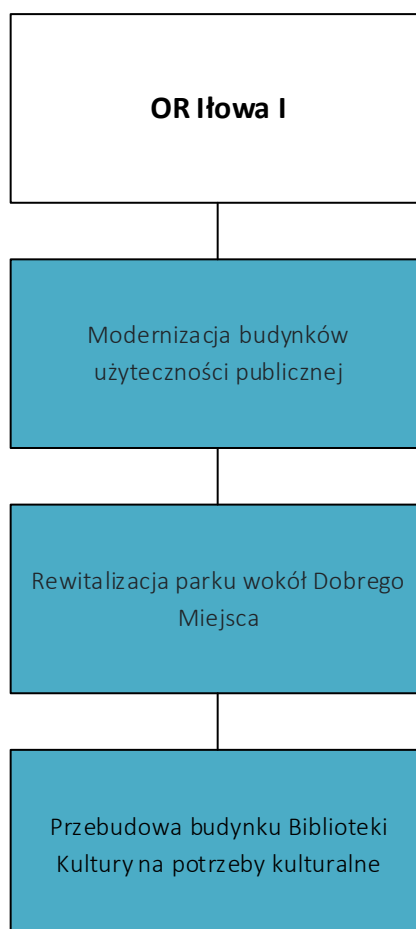 OR Iłowa I
Modernizacja budynków
użyteczności publicznej
Rewitalizacja parku wokół Dobrego
Miejsca
Przebudowa budynku Biblioteki
Kultury na potrzeby kulturalne